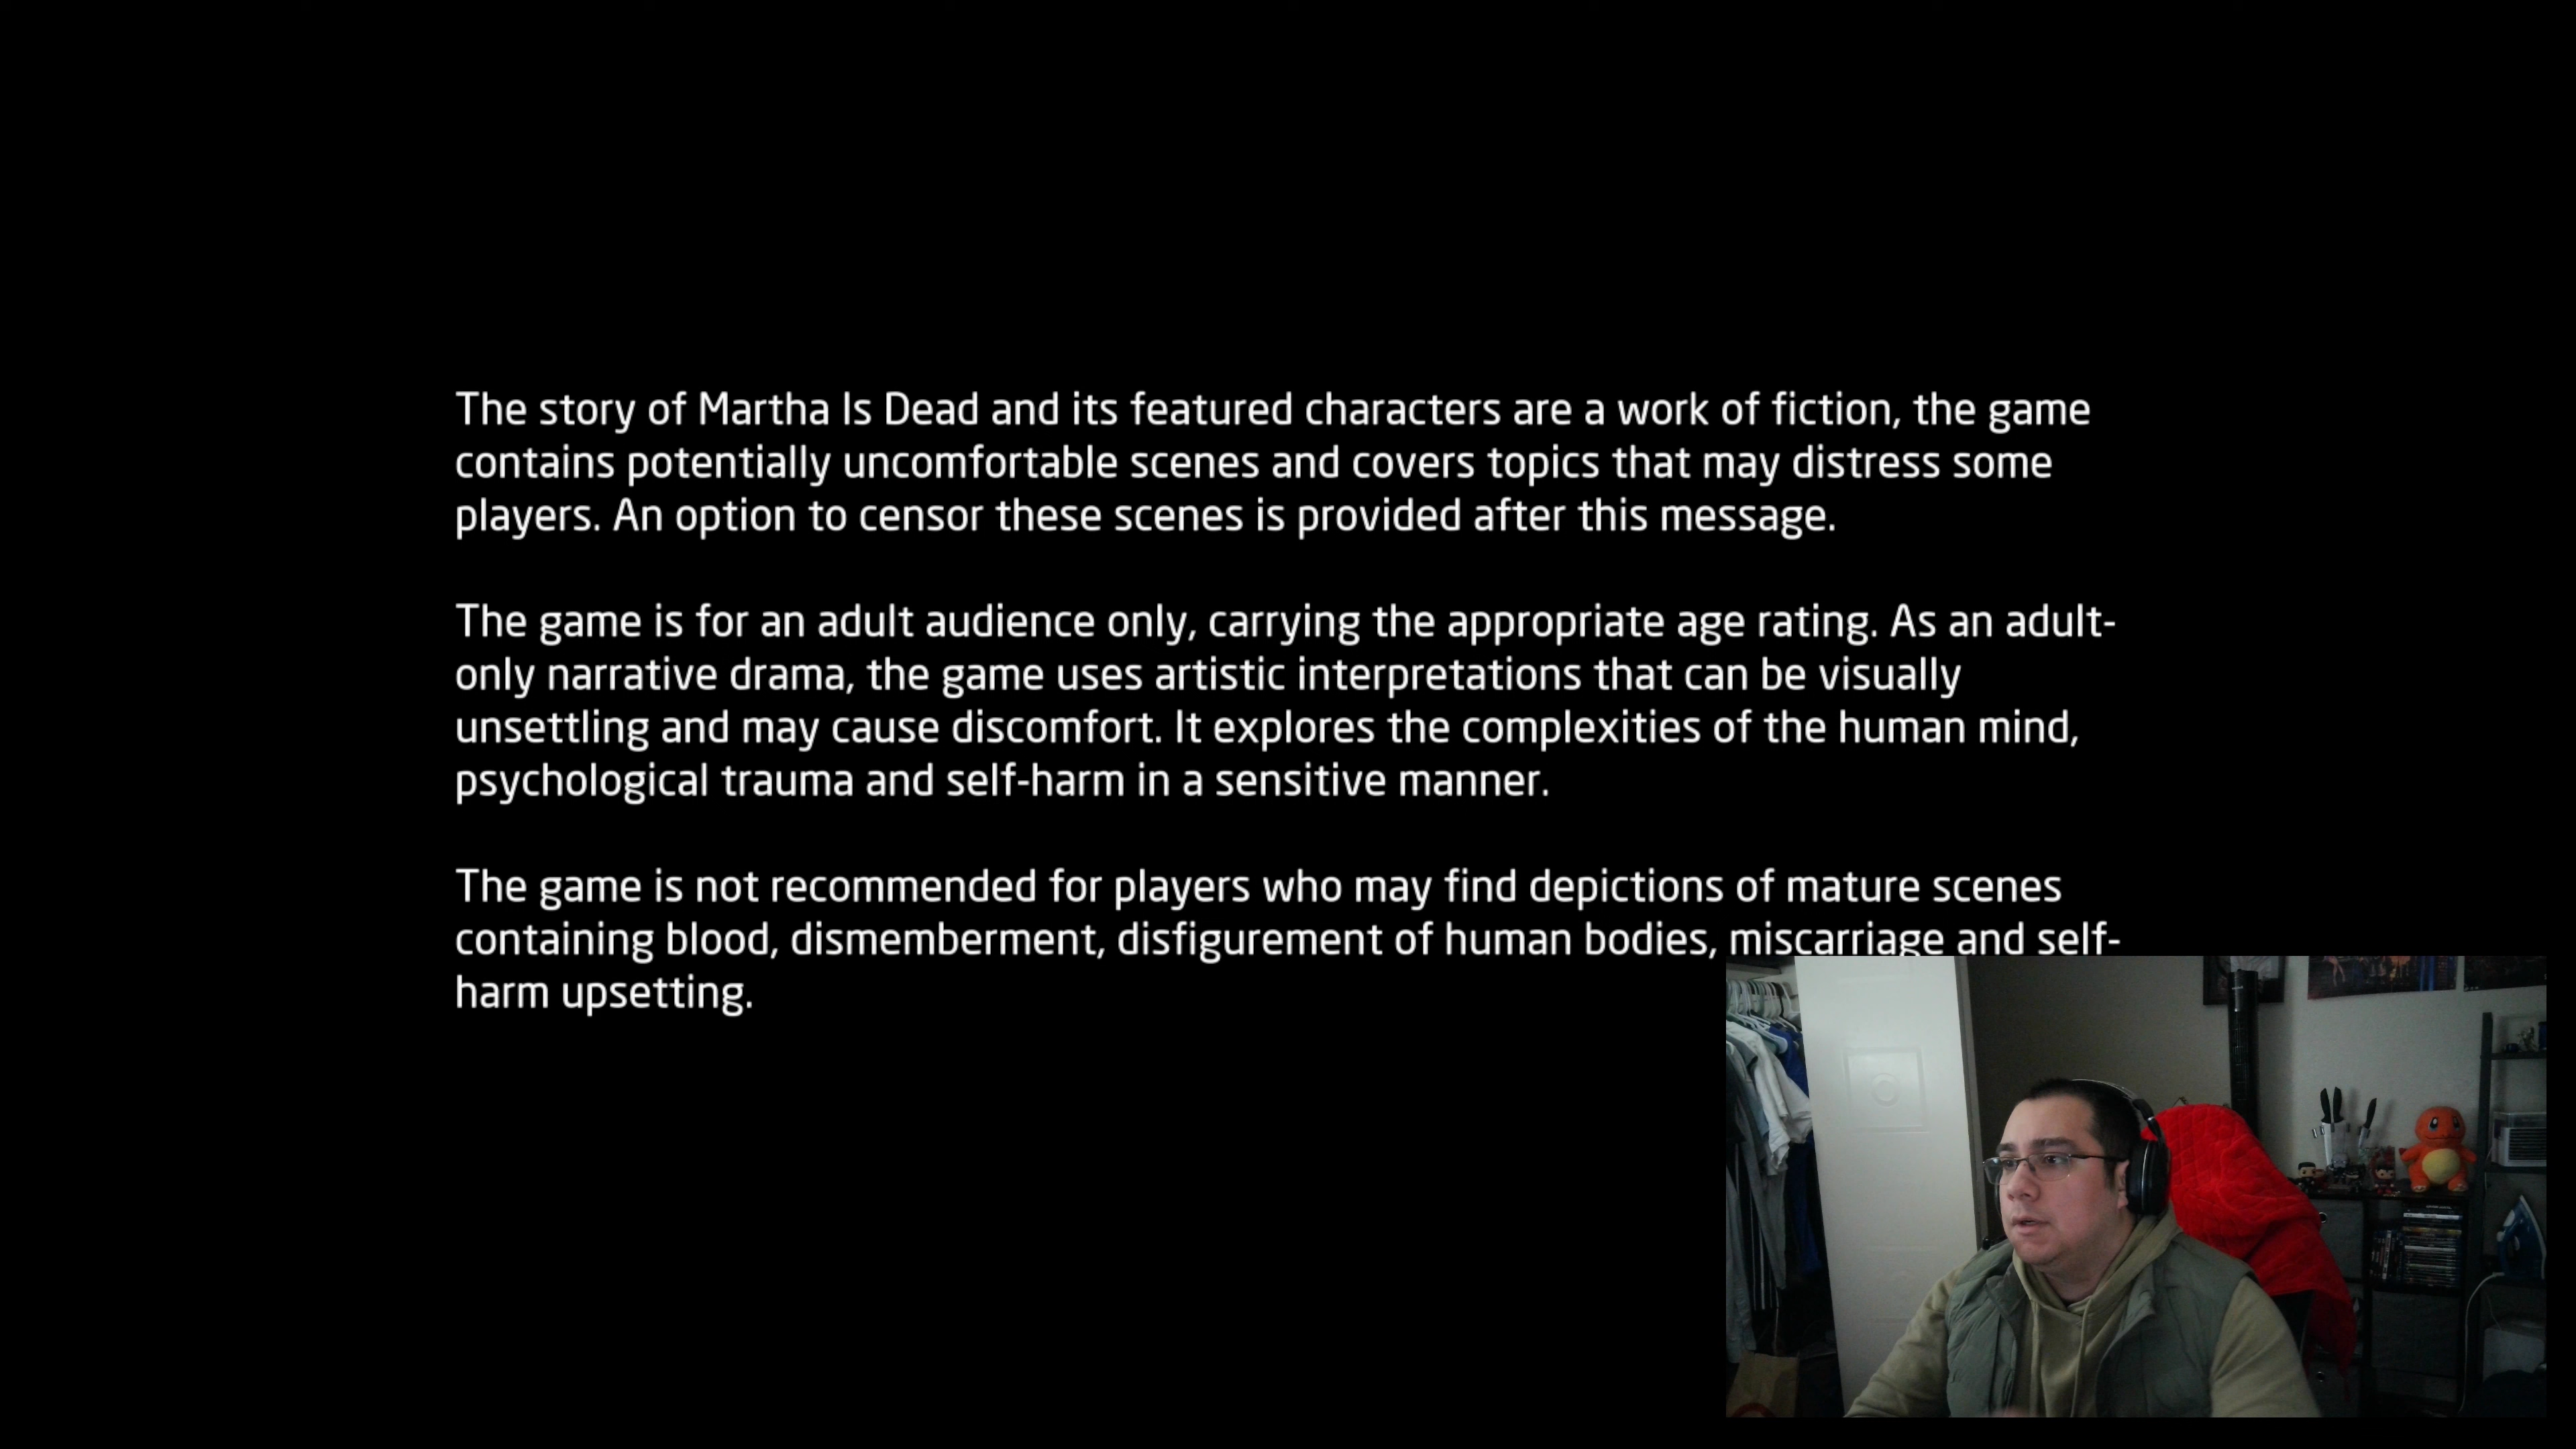 The story of Martha Is Dead and its featured characters are a work of fiction, the game
contains potentially uncomfortable scenes and covers topics that may distress some
players. An option to censor these scenes is provided after this message.
The game is for an adult audience only, carrying the appropriate age rating. As an adult-
only narrative drama, the game uses artistic interpretations that can be visually
unsettling and may cause discomfort. It explores the complexities of the human mind,
psychological trauma and self-harm in a sensitive manner.
The game is not recommended for players who may find depictions of mature scenes
containing blood, dismemberment, disfigurement of human bodies, miscarriage and self-
harm upsetting.